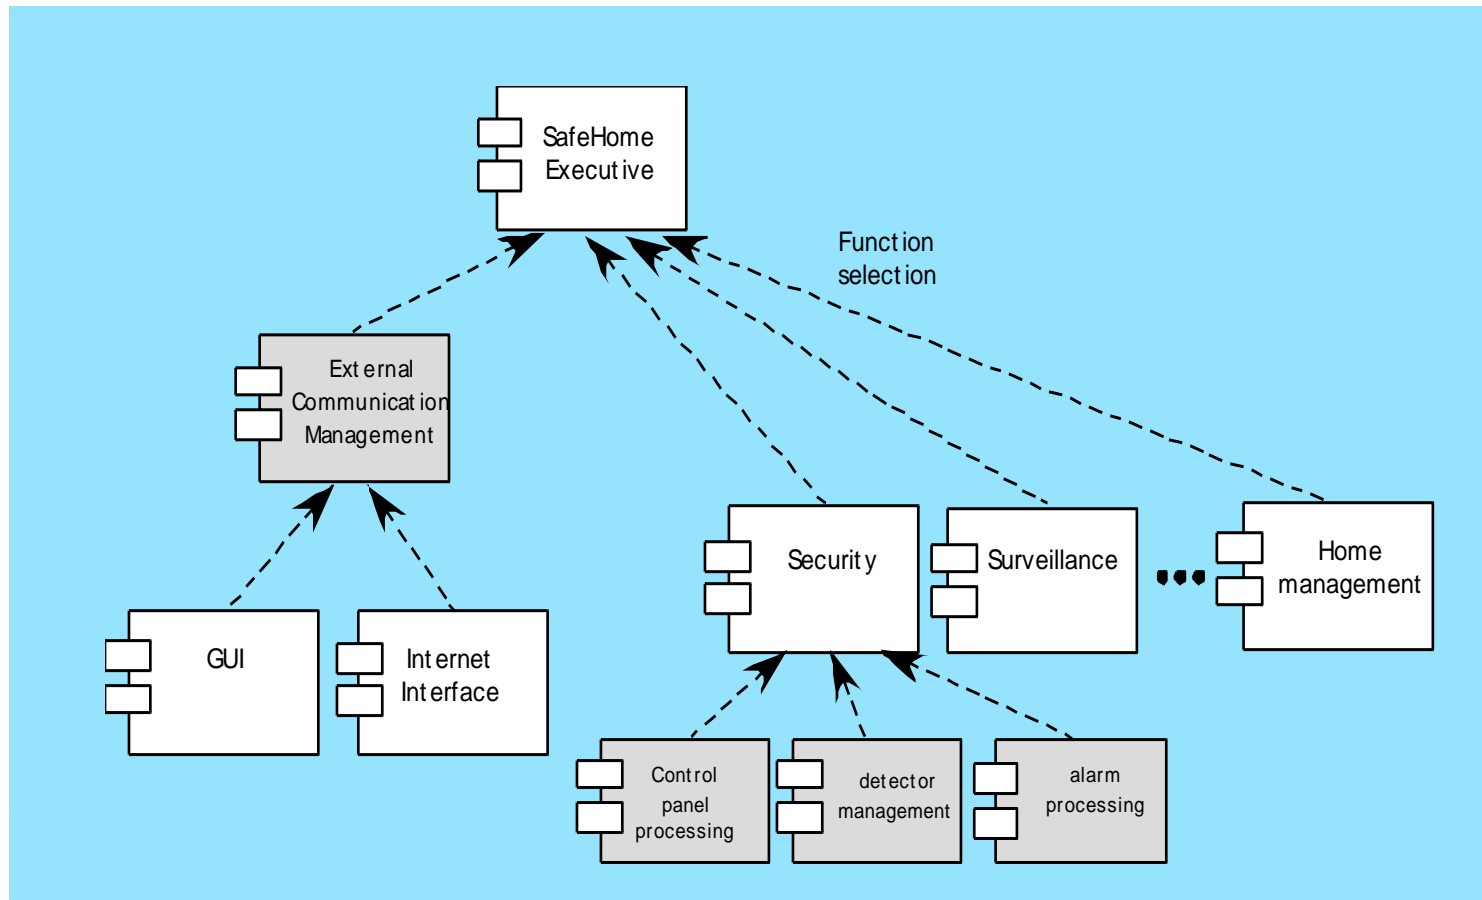 SafeHome
Executive
Function
selection
External
Communication
Management
Security
Surveillance
Home
management
GUI
Internet
Interface
Control
panel
processing
detector
management
alarm
processing